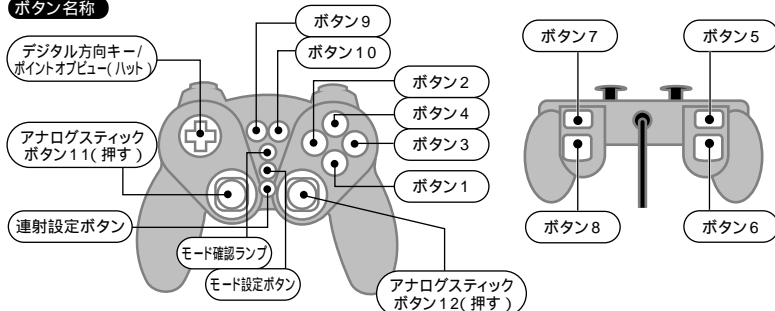 ボタン名称
ボタン9
ボタン10
デジタル方向キー/
ポイントオブビュー(ハット)
ボタン2
ボタン4
ボタン3
ボタン1
アナログスティック
ボタン11(押す)
連射設定ボタン
モード確認ランプ
モード設定ボタン
アナログスティック
ボタン12(押す)
ボタン7
ボタン5
ボタン8
ボタン6